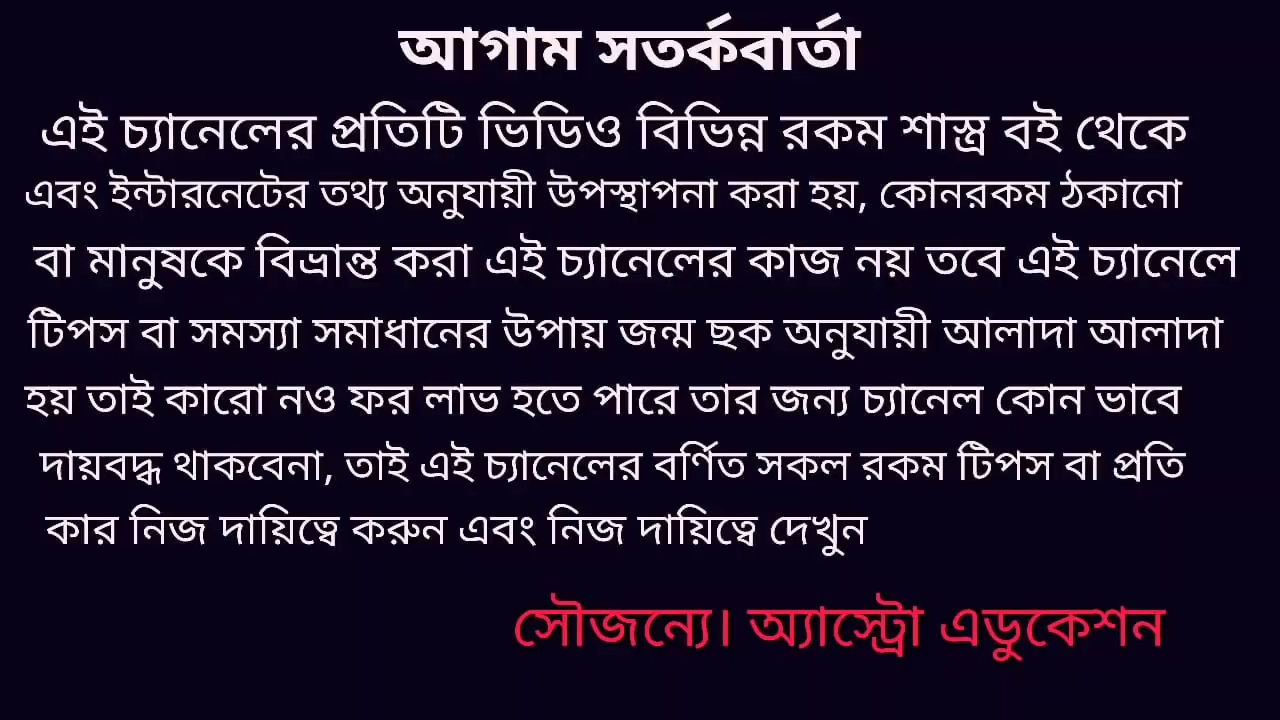 আগাম সতর্কবার্তা
এই চ্যানেলের প্রতিটি ভিডিও বিভিন্ন রকম শাস্ত্র বই থেকে
এবং ইন্টারনেটের তথ্য অনুযায়ী উপস্থাপনা করা হয়, কোনরকম ঠকানো
বা মানুষকে বিভ্রান্ত করা এই চ্যানেলের কাজ নয় তবে এই চ্যানেলে
টিপস বা সমস্যা সমাধানের উপায় জন্ম ছক অনুযায়ী আলাদা আলাদা
হয় তাই কারো নও ফর লাভ হতে পারে তার জন্য চ্যানেল কোন ভাবে
দায়বদ্ধ থাকবেনা, তাই এই চ্যানেলের বর্ণিত সকল রকম টিপস বা প্রতি
কার নিজ দায়িত্বে করুন এবং নিজ দায়িত্বে দেখুন
সৌজন্যে। অ্যাস্ট্রো এডুকেশন